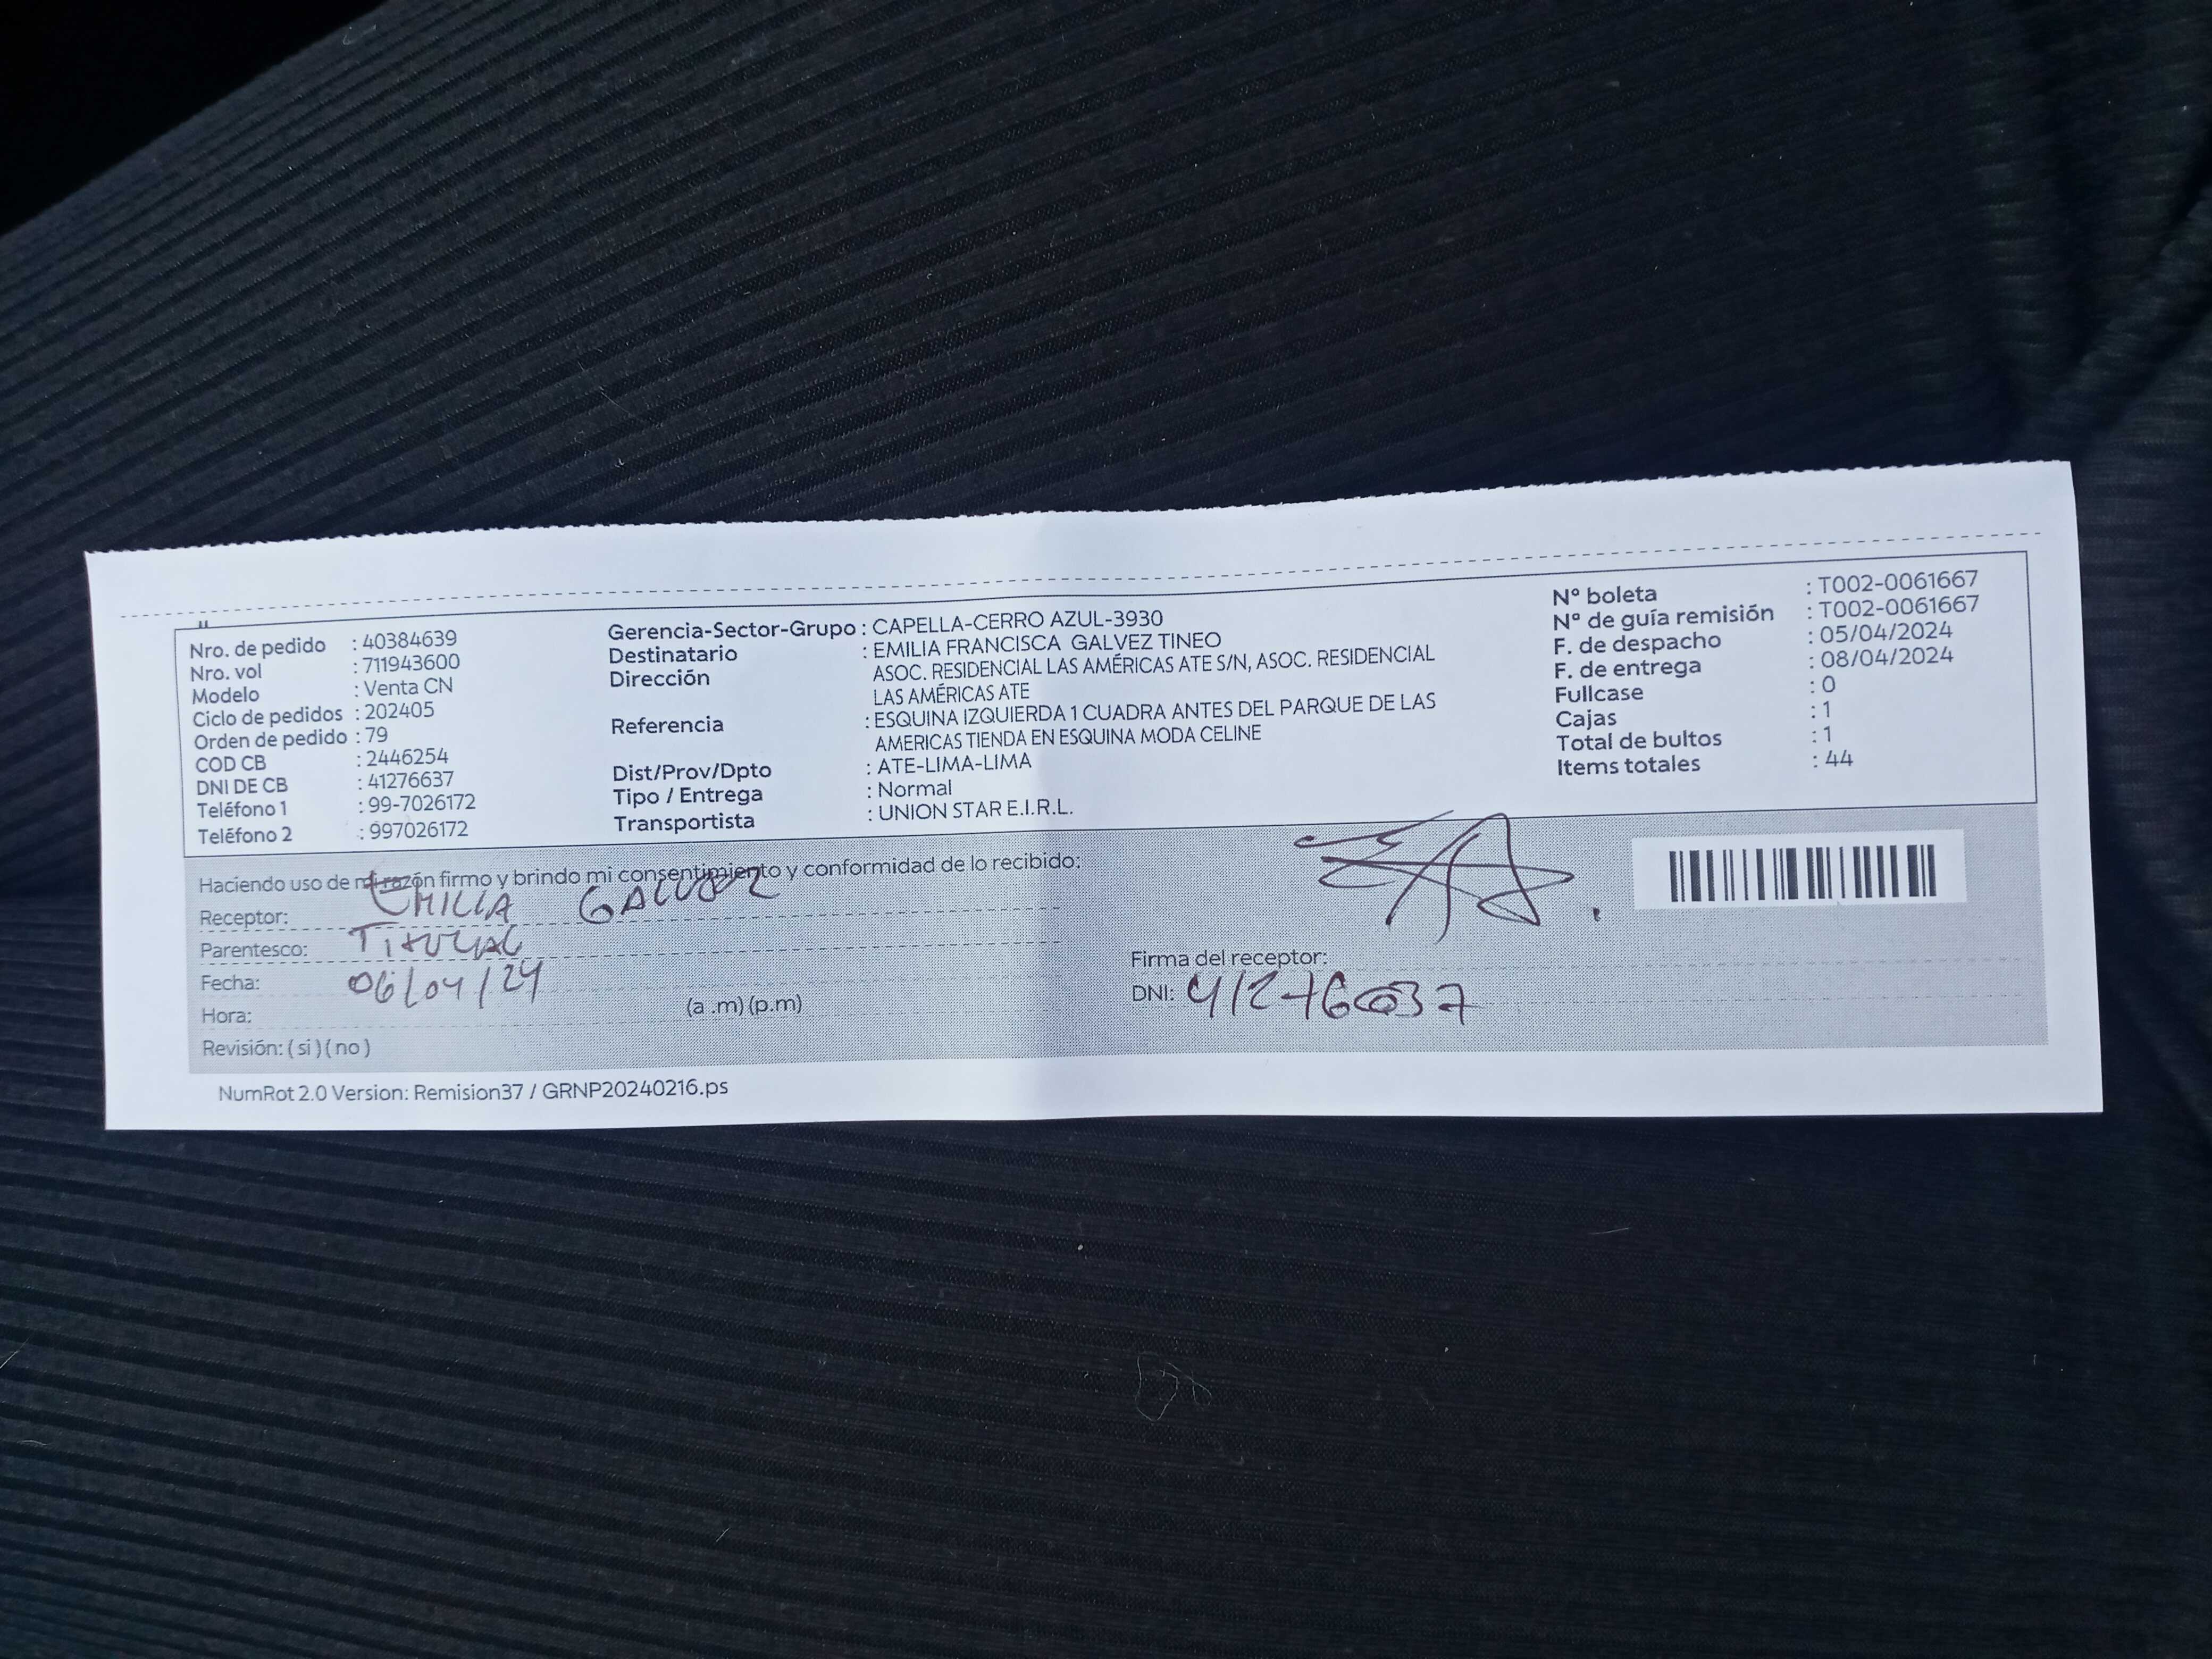 Nro. de pedido : 40384639
Nro. vol : 711943600
Modelo : Venta CN
Ciclo de pedidos : 202405
Orden de pedido : 79
COD CB : 2446254
DNI DE CB : 41276637
Teléfono 1 : 99-7026172
Teléfono 2 : 997026172
Gerencia-Sector-Grupo : CAPELLA-CERRO AZUL-3930
Destinatario : EMILIA FRANCISCA GALVEZ TINEO
Dirección ASOC. RESIDENCIAL LAS AMÉRICAS ATE S/N, ASOC. RESIDENCIAL
LAS AMÉRICAS ATE
Referencia : ESQUINA IZQUIERDA 1 CUADRA ANTES DEL PARQUE DE LAS
AMERICAS TIENDA EN ESQUINA MODA CELINE
Dist/Prov/Dpto : ATE-LIMA-LIMA
Tipo / Entrega : Normal
Transportista : UNION STAR E.I.R.L.
Nº boleta : T002-0061667
Nº de guía remisión : T002-0061667
F. de despacho : 05/04/2024
F. de entrega : 08/04/2024
Fullcase : 0
Cajas : 1
Total de bultos : 1
Items totales : 44
Haciendo uso de mi razón firmo y brindo mi consentimiento y conformidad de lo recibido:
Receptor: EMILIA GALVEZ
Parentesco: TITULAR
Fecha: 06/04/24
Hora: (a .m) (p.m)
Revisión: ( si ) ( no )
Firma del receptor:
DNI: 41276637
NumRot 2.0 Version: Remision37 / GRNP20240216.ps